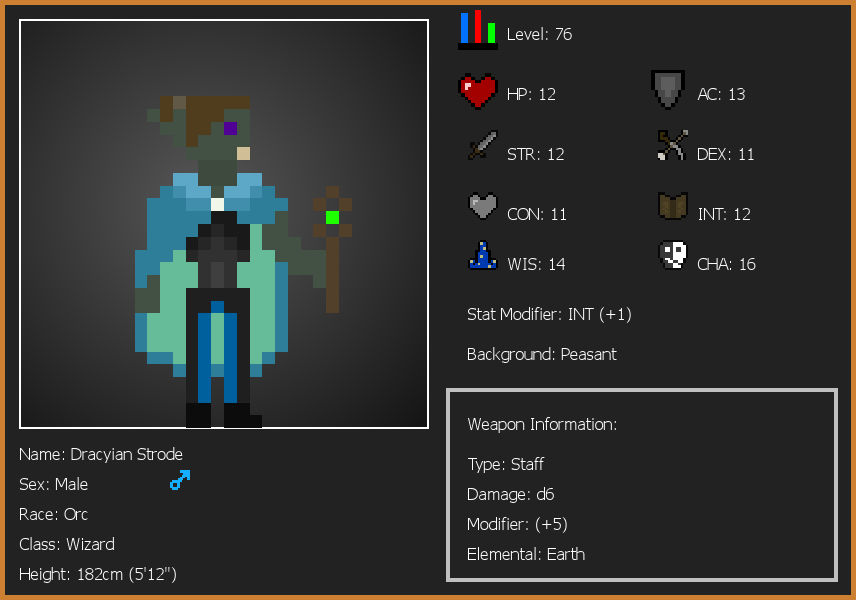 Level: 76
HP: 12
AC: 13
STR: 12
DEX: 11
CON: 11
INT: 12
WIS: 14
CHA: 16
Stat Modifier: INT (+1)
Background: Peasant
Weapon Information:
Type: Staff
Damage: d6
Modifier: (+5)
Elemental: Earth
Name: Dracyian Strode
Sex: Male
Race: Orc
Class: Wizard
Height: 182cm (5'12")